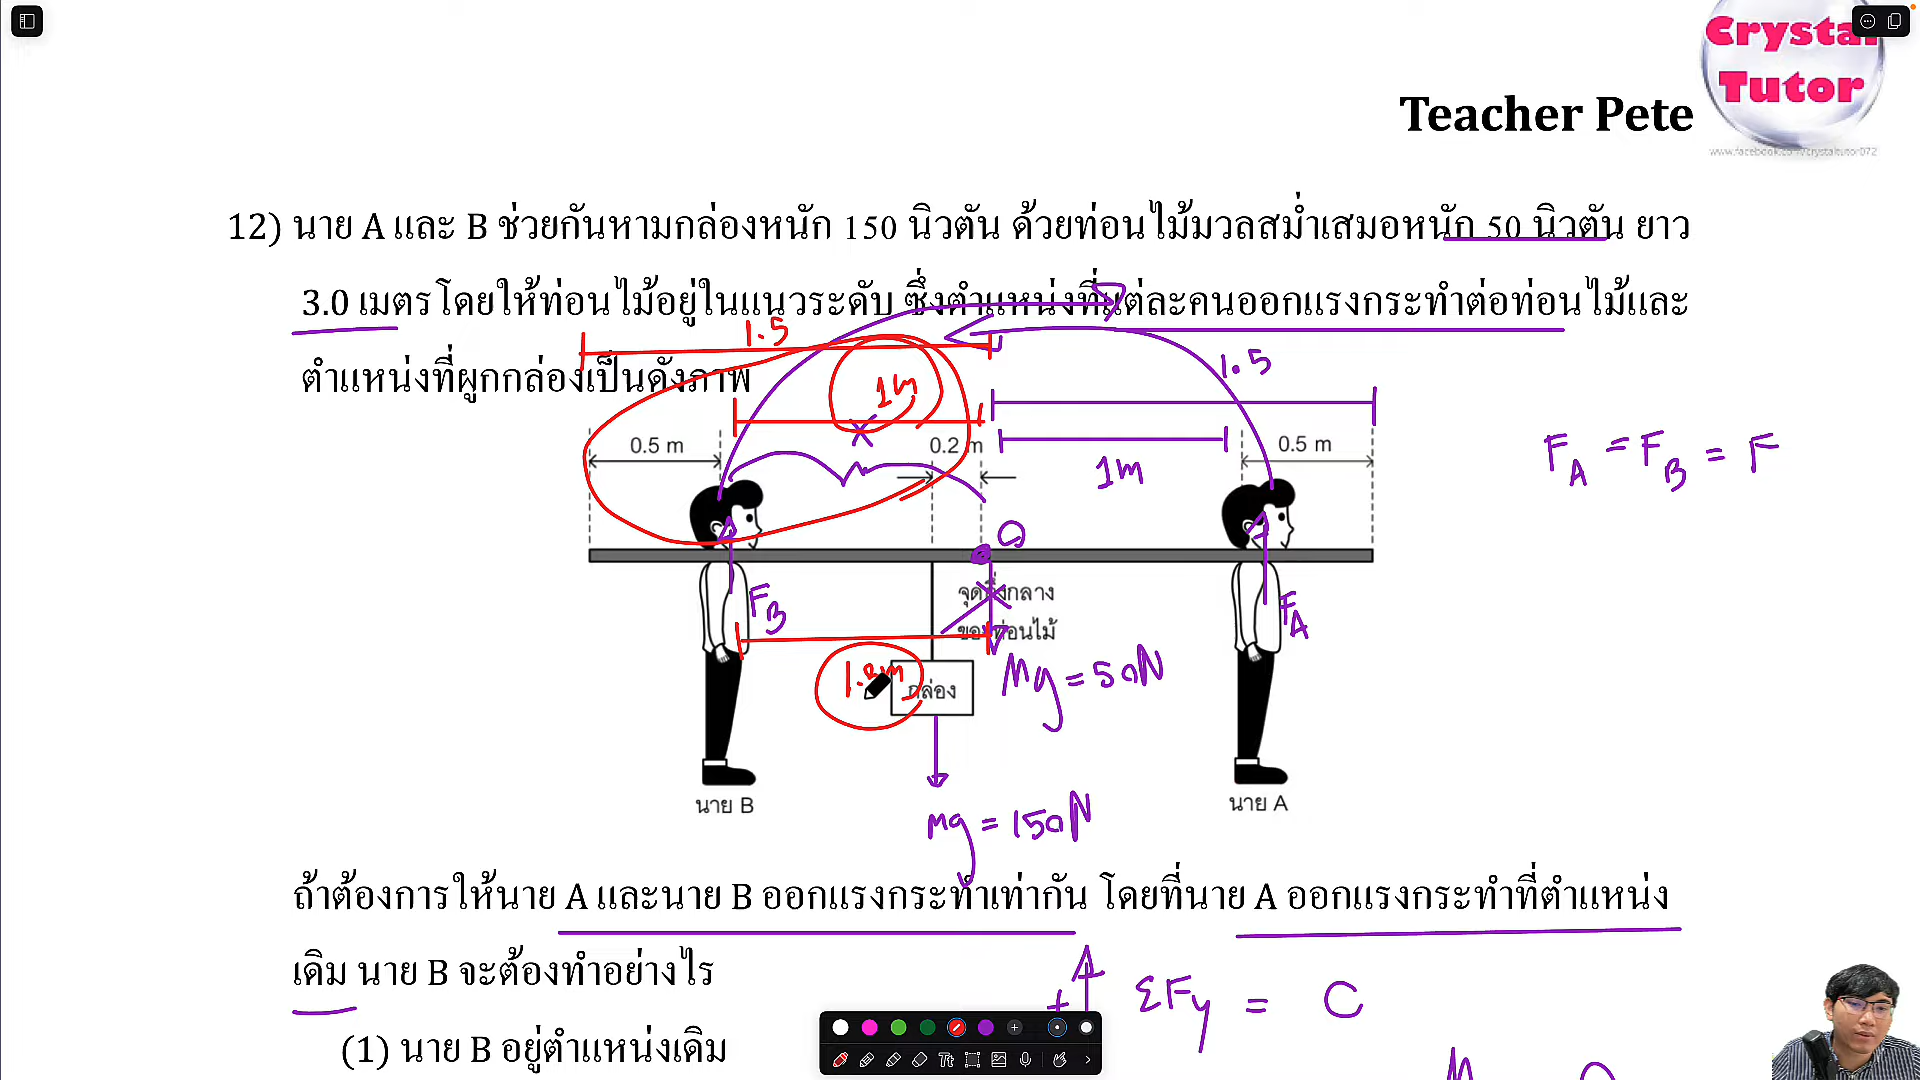 Crystal
Tutor
www.facebook.com/crystaltutor072
Teacher Pete
12) นาย A และ B ช่วยกันหามกล่องหนัก 150 นิวตัน ด้วยท่อนไม้มวลสม่ำเสมอหนัก 50 นิวตัน ยาว
3.0 เมตรโดยให้ท่อนไม้อยู่ในแนวระดับ ซึ่งตำแหน่งที่แต่ละคนออกแรงกระทำต่อท่อนไม้และ
ตำแหน่งที่ผูกกล่องเป็นดังภาพ
1.5
1.5
1m
0.5 m
0.2 m
1m
0.5 m
F_A = F_B = F
O
จุดกึ่งกลาง
ของท่อนไม้
F_B
F_A
กล่อง
Mg = 50N
นาย B
นาย A
mg = 150N
ถ้าต้องการให้นาย A และนาย B ออกแรงกระทำเท่ากัน โดยที่นาย A ออกแรงกระทำที่ตำแหน่ง
เดิม นาย B จะต้องทำอย่างไร
+ ΣFy =
(1) นาย B อยู่ตำแหน่งเดิม
Tt